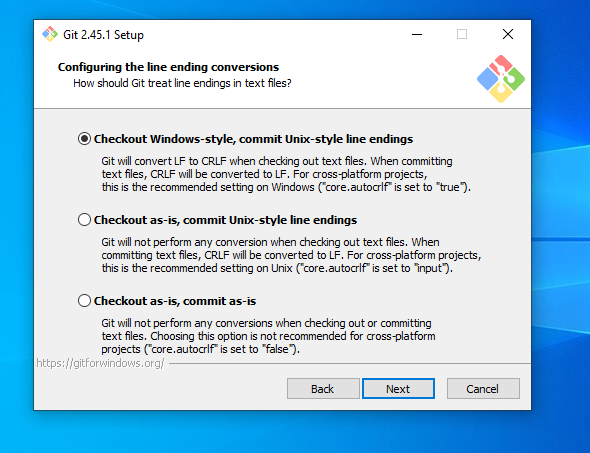 Git 2.45.1 Setup
Configuring the line ending conversions
How should Git treat line endings in text files?
Checkout Windows-style, commit Unix-style line endings
Git will convert LF to CRLF when checking out text files. When committing
text files, CRLF will be converted to LF. For cross-platform projects,
this is the recommended setting on Windows ("core.autocrlf" is set to "true").
Checkout as-is, commit Unix-style line endings
Git will not perform any conversion when checking out text files. When
committing text files, CRLF will be converted to LF. For cross-platform projects,
this is the recommended setting on Unix ("core.autocrlf" is set to "input").
Checkout as-is, commit as-is
Git will not perform any conversions when checking out or committing
text files. Choosing this option is not recommended for cross-platform
projects ("core.autocrlf" is set to "false").
https://gitforwindows.org/
Back
Next
Cancel